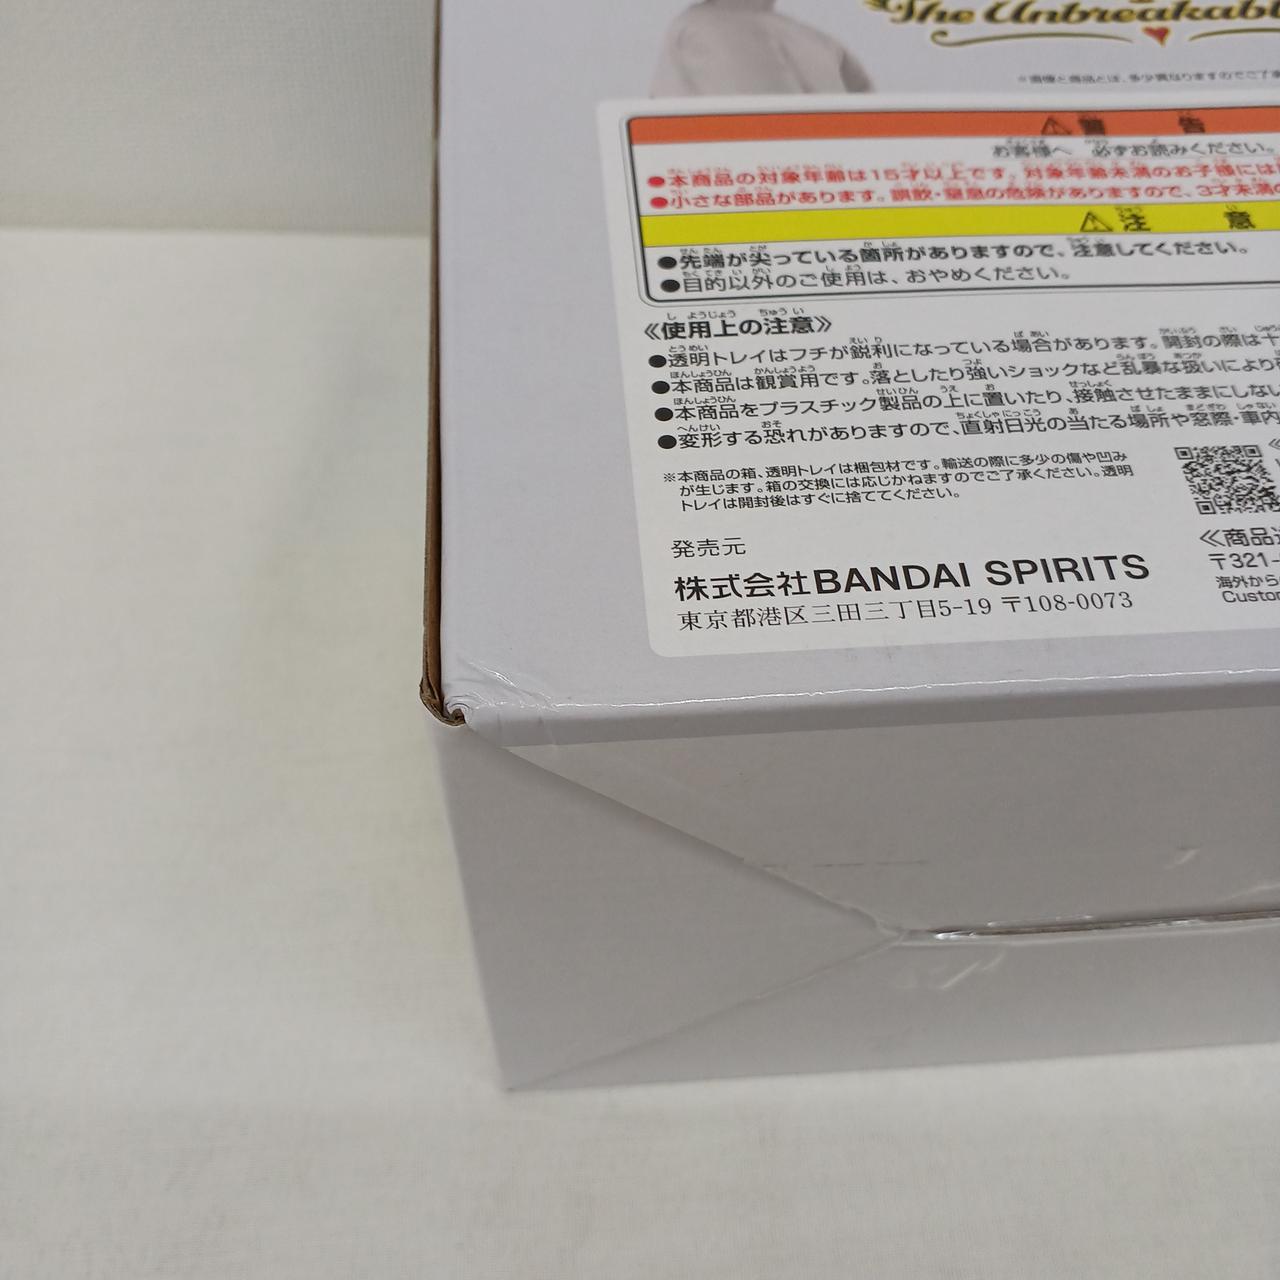 The Unbreakabl
※画像と商品とは、多少異なりますのでご了承
⚠警告
お客様へ 必ずお読みください。
●本商品の対象年齢は15才以上です。対象年齢未満のお子様には
●小さな部品があります。誤飲・窒息の危険がありますので、3才未満の
⚠注意
●先端が尖っている箇所がありますので、注意してください。
●目的以外のご使用は、おやめください。
《使用上の注意》
●透明トレイはフチが鋭利になっている場合があります。開封の際は十
●本商品は観賞用です。落としたり強いショックなど乱暴な扱いにより
●本商品をプラスチック製品の上に置いたり、接触させたままにしない
●変形する恐れがありますので、直射日光の当たる場所や窓際・車内
※本商品の箱、透明トレイは梱包材です。輸送の際に多少の傷や凹み
が生じます。箱の交換には応じかねますのでご了承ください。透明
トレイは開封後はすぐに捨ててください。
発売元
株式会社BANDAI SPIRITS
東京都港区三田三丁目5-19 〒108-0073
《商品
〒321-
海外から
Custo